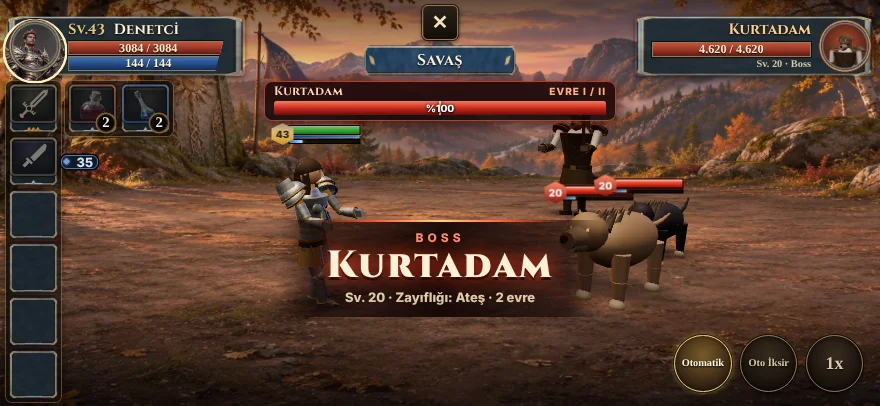 Sv.43 Denetci
3084 / 3084
144 / 144
×
Savaş
Kurtadam
4.620 / 4.620
Sv. 20 · Boss
Kurtadam
EVRE I / II
%100
2
2
43
35
20
20
BOSS
Kurtadam
Sv. 20 · Zayıflığı: Ateş · 2 evre
Otomatik
Oto İksir
1x